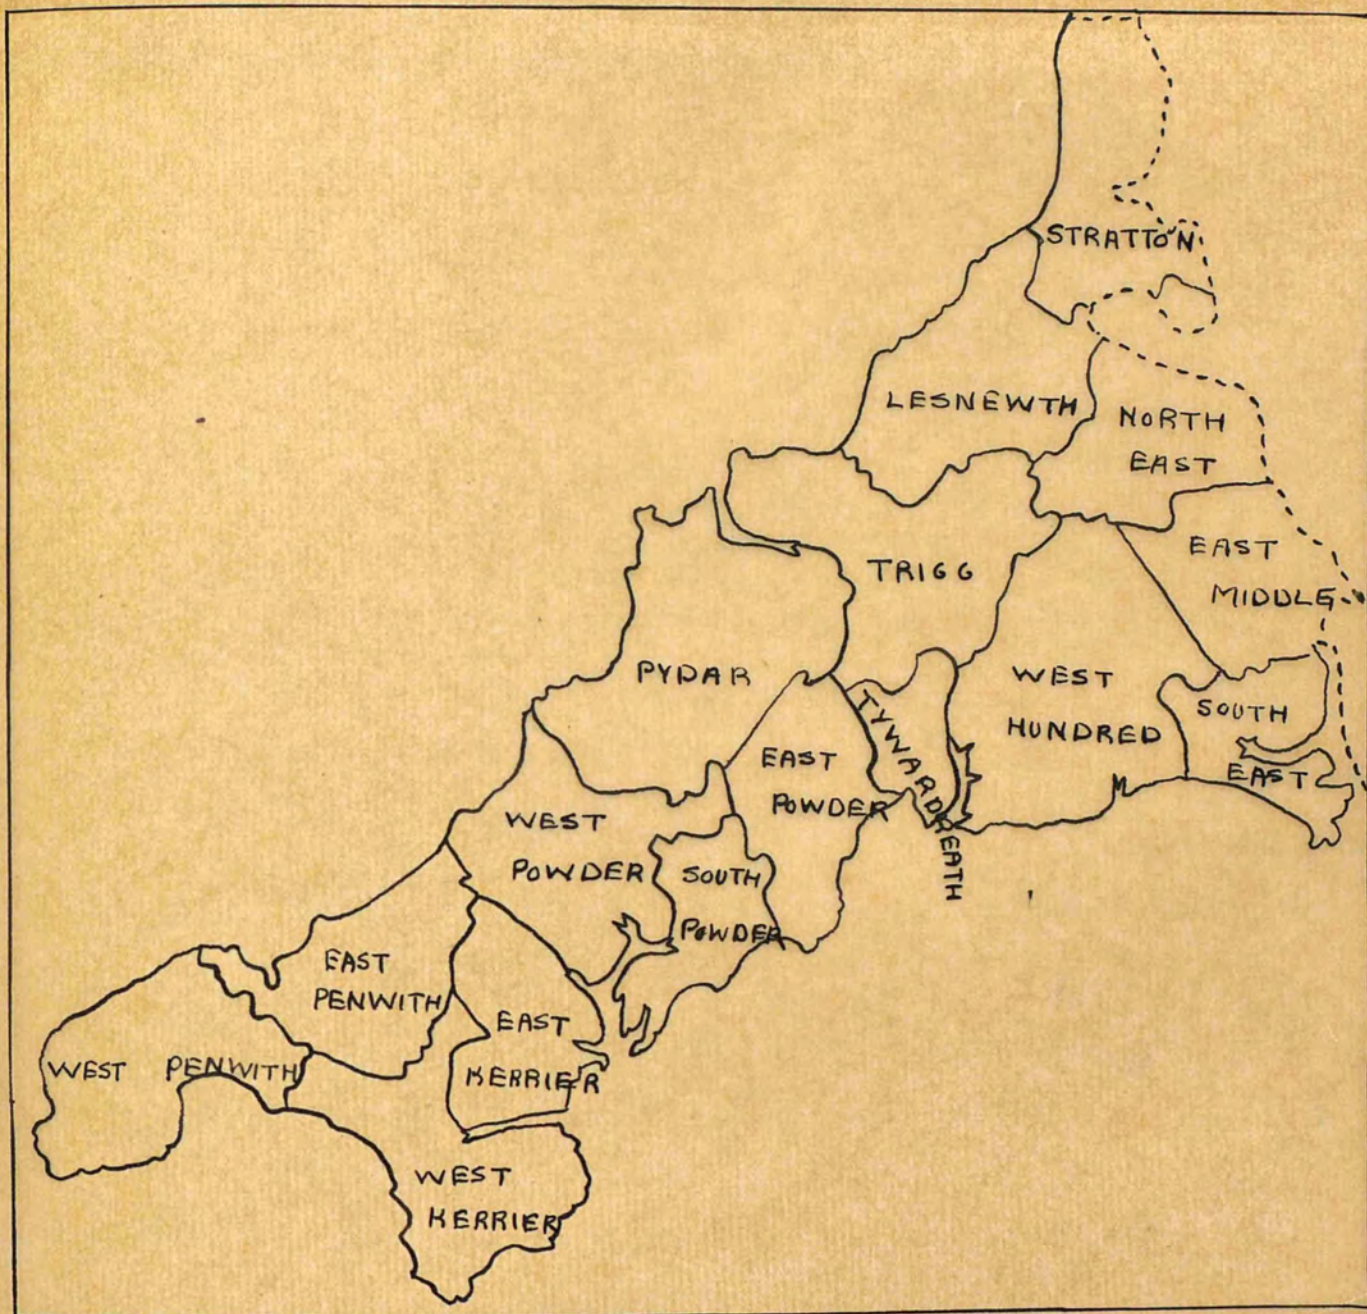 STRATTON
LESNEWTH
NORTH
EAST
TRIGG
EAST
MIDDLE
PYDAR
WEST
HUNDRED
SOUTH
EAST
TYWARDREATH
EAST
POWDER
WEST
POWDER
SOUTH
POWDER
EAST
PENWITH
WEST PENWITH
EAST
KERRIER
WEST
KERRIER